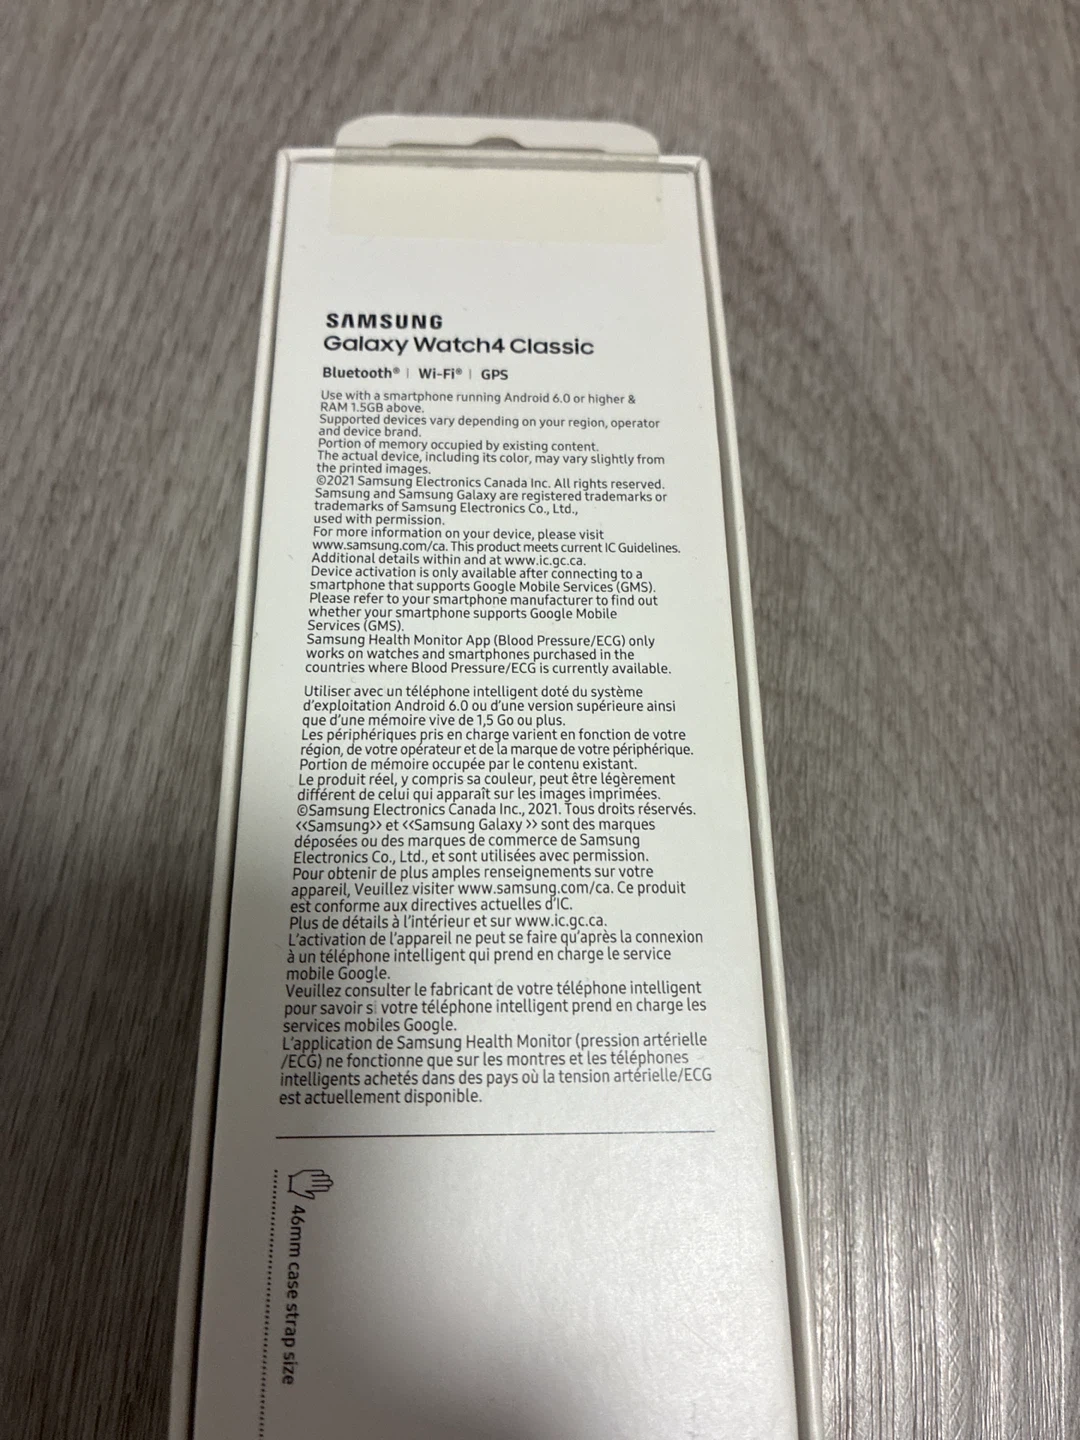 SAMSUNG
Galaxy Watch4 Classic
Bluetooth® | Wi-Fi® | GPS
Use with a smartphone running Android 6.0 or higher &
RAM 1.5GB above.
Supported devices vary depending on your region, operator
and device brand.
Portion of memory occupied by existing content.
The actual device, including its color, may vary slightly from
the printed images.
©2021 Samsung Electronics Canada Inc. All rights reserved.
Samsung and Samsung Galaxy are registered trademarks or
trademarks of Samsung Electronics Co., Ltd.,
used with permission.
For more information on your device, please visit
www.samsung.com/ca. This product meets current IC Guidelines.
Additional details within and at www.ic.gc.ca.
Device activation is only available after connecting to a
smartphone that supports Google Mobile Services (GMS).
Please refer to your smartphone manufacturer to find out
whether your smartphone supports Google Mobile
Services (GMS).
Samsung Health Monitor App (Blood Pressure/ECG) only
works on watches and smartphones purchased in the
countries where Blood Pressure/ECG is currently available.
Utiliser avec un téléphone intelligent doté du système
d'exploitation Android 6.0 ou d'une version supérieure ainsi
que d'une mémoire vive de 1,5 Go ou plus.
Les périphériques pris en charge varient en fonction de votre
région, de votre opérateur et de la marque de votre périphérique.
Portion de mémoire occupée par le contenu existant.
Le produit réel, y compris sa couleur, peut être légèrement
différent de celui qui apparaît sur les images imprimées.
©Samsung Electronics Canada Inc., 2021. Tous droits réservés.
<<Samsung>> et <<Samsung Galaxy >> sont des marques
déposées ou des marques de commerce de Samsung
Electronics Co., Ltd., et sont utilisées avec permission.
Pour obtenir de plus amples renseignements sur votre
appareil, Veuillez visiter www.samsung.com/ca. Ce produit
est conforme aux directives actuelles d'IC.
Plus de détails à l'intérieur et sur www.ic.gc.ca.
L'activation de l'appareil ne peut se faire qu'après la connexion
à un téléphone intelligent qui prend en charge le service
mobile Google.
Veuillez consulter le fabricant de votre téléphone intelligent
pour savoir si votre téléphone intelligent prend en charge les
services mobiles Google.
L'application de Samsung Health Monitor (pression artérielle
/ECG) ne fonctionne que sur les montres et les téléphones
intelligents achetés dans des pays où la tension artérielle/ECG
est actuellement disponible.
46mm case strap size